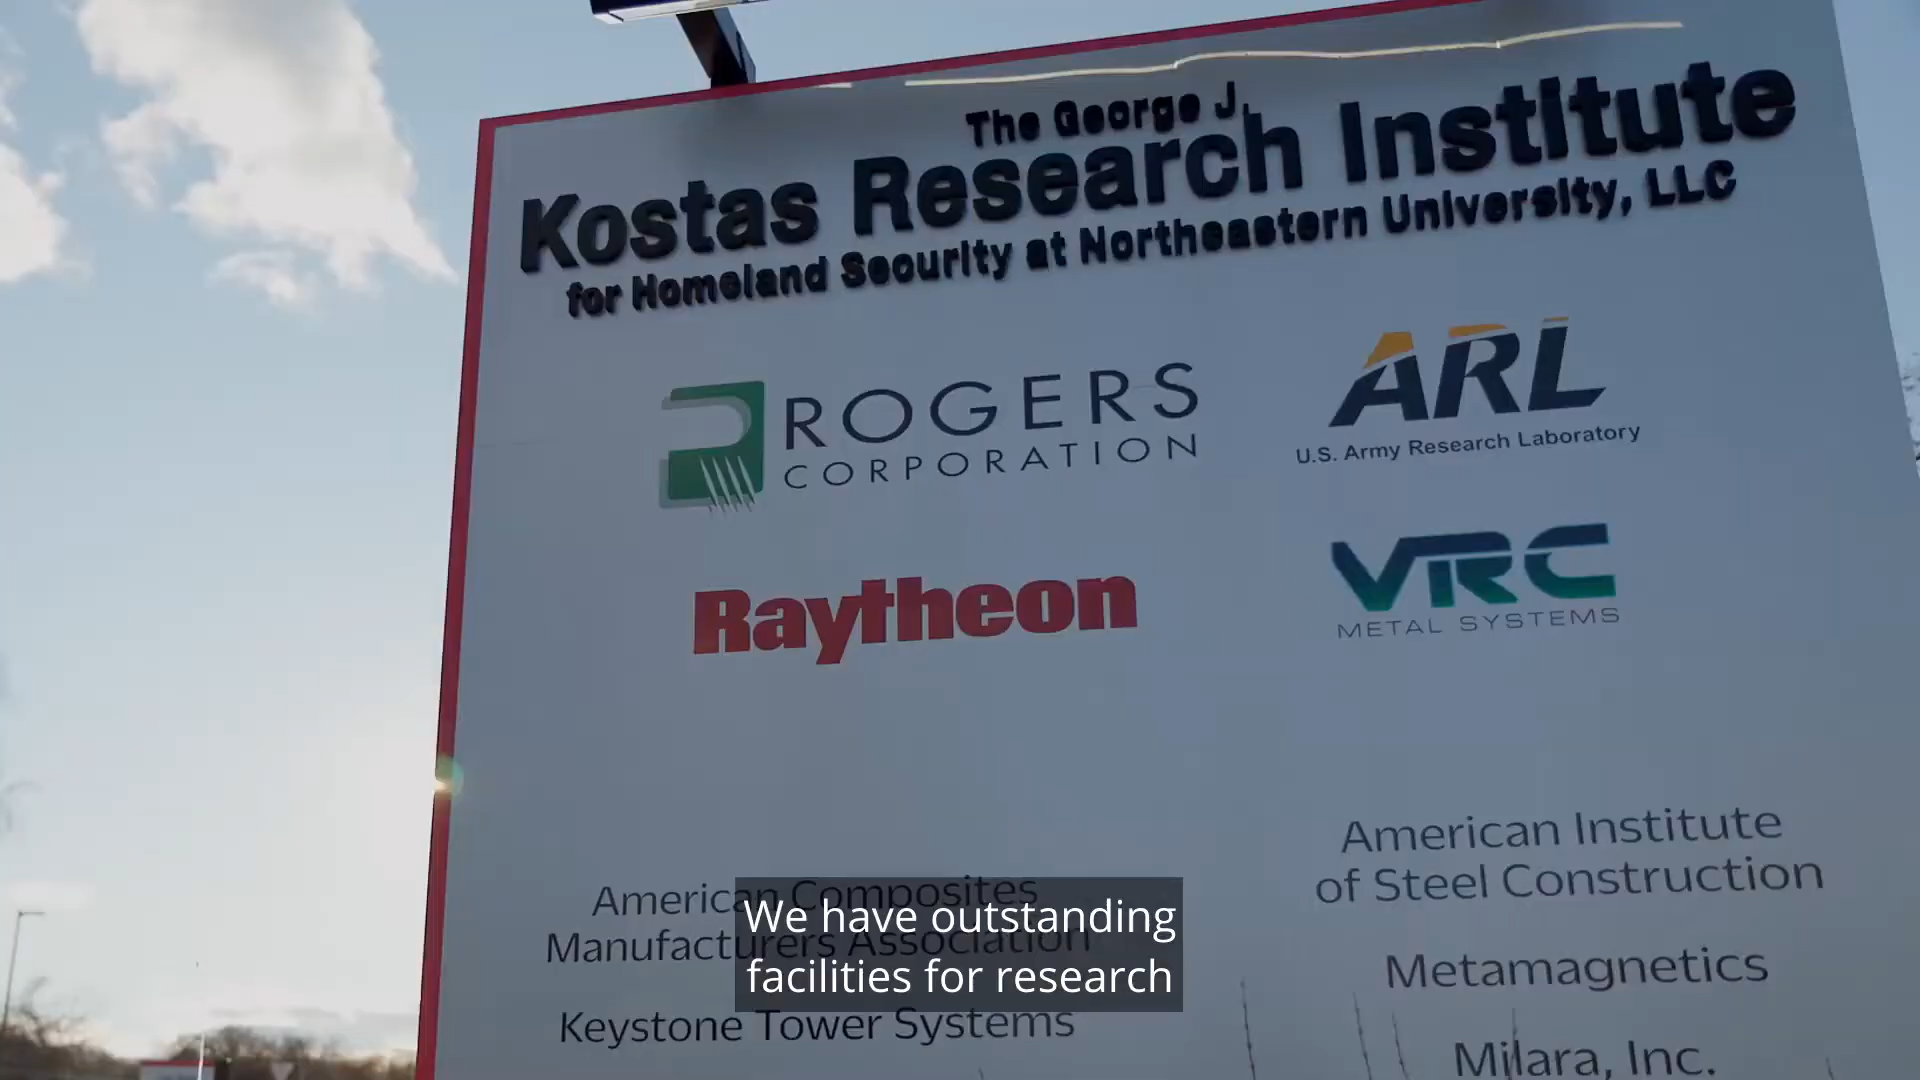 The George J.
Kostas Research Institute
for Homeland Security at Northeastern University, LLC
ROGERS
CORPORATION
ARL
U.S. Army Research Laboratory
Raytheon
VRC
METAL SYSTEMS
American Composites
Manufacturers Association
Keystone Tower Systems
American Institute
of Steel Construction
Metamagnetics
Milara, Inc.
We have outstanding
facilities for research